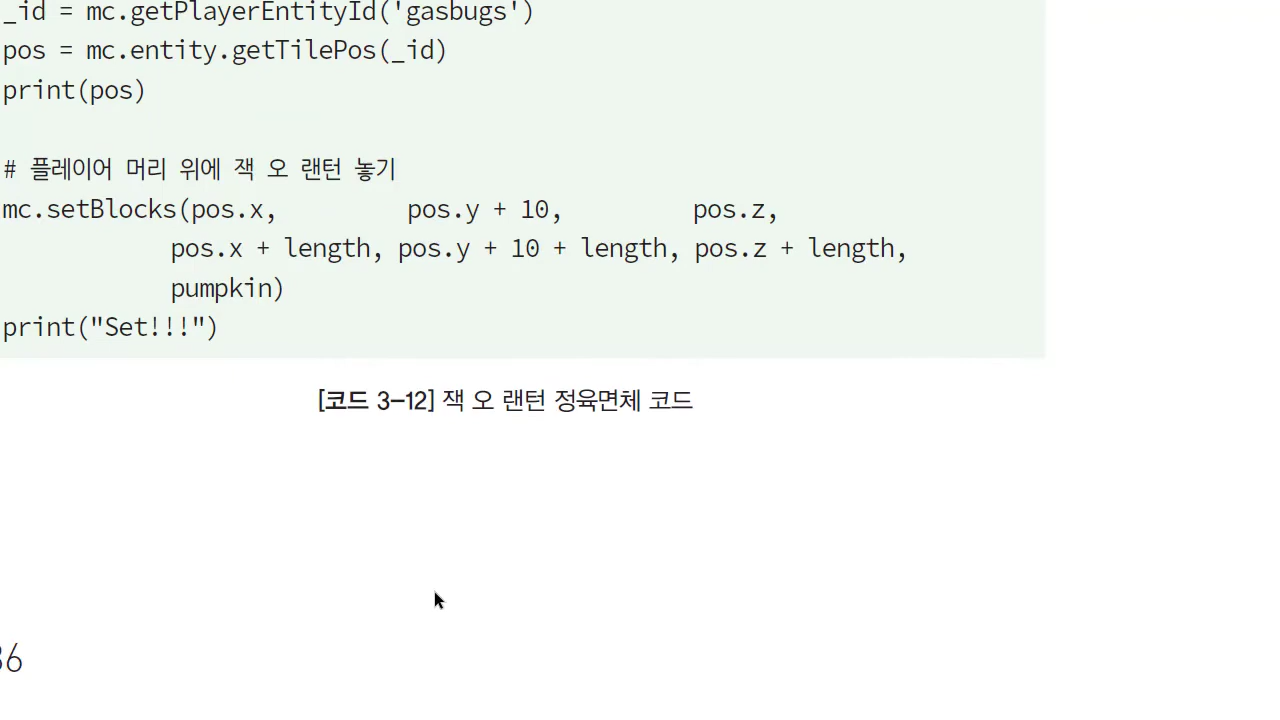 _id = mc.getPlayerEntityId('gasbugs')
pos = mc.entity.getTilePos(_id)
print(pos)
# 플레이어 머리 위에 잭 오 랜턴 놓기
mc.setBlocks(pos.x, pos.y + 10, pos.z,
pos.x + length, pos.y + 10 + length, pos.z + length,
pumpkin)
print("Set!!!")
[코드 3–12] 잭 오 랜턴 정육면체 코드